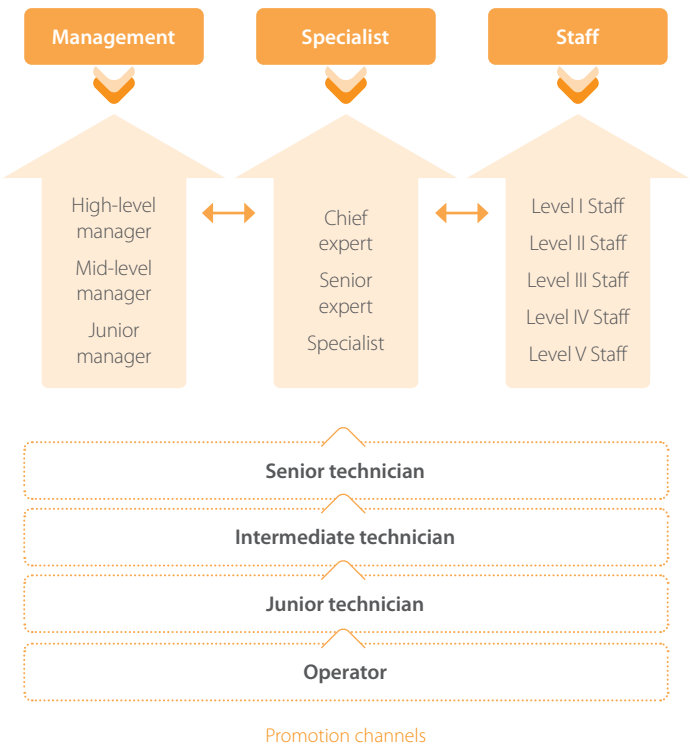 Management
Specialist
Staff
High-level
manager
Mid-level
manager
Junior
manager
Chief
expert
Senior
expert
Specialist
Level I Staff
Level II Staff
Level III Staff
Level IV Staff
Level V Staff
Senior technician
Intermediate technician
Junior technician
Operator
Promotion channels